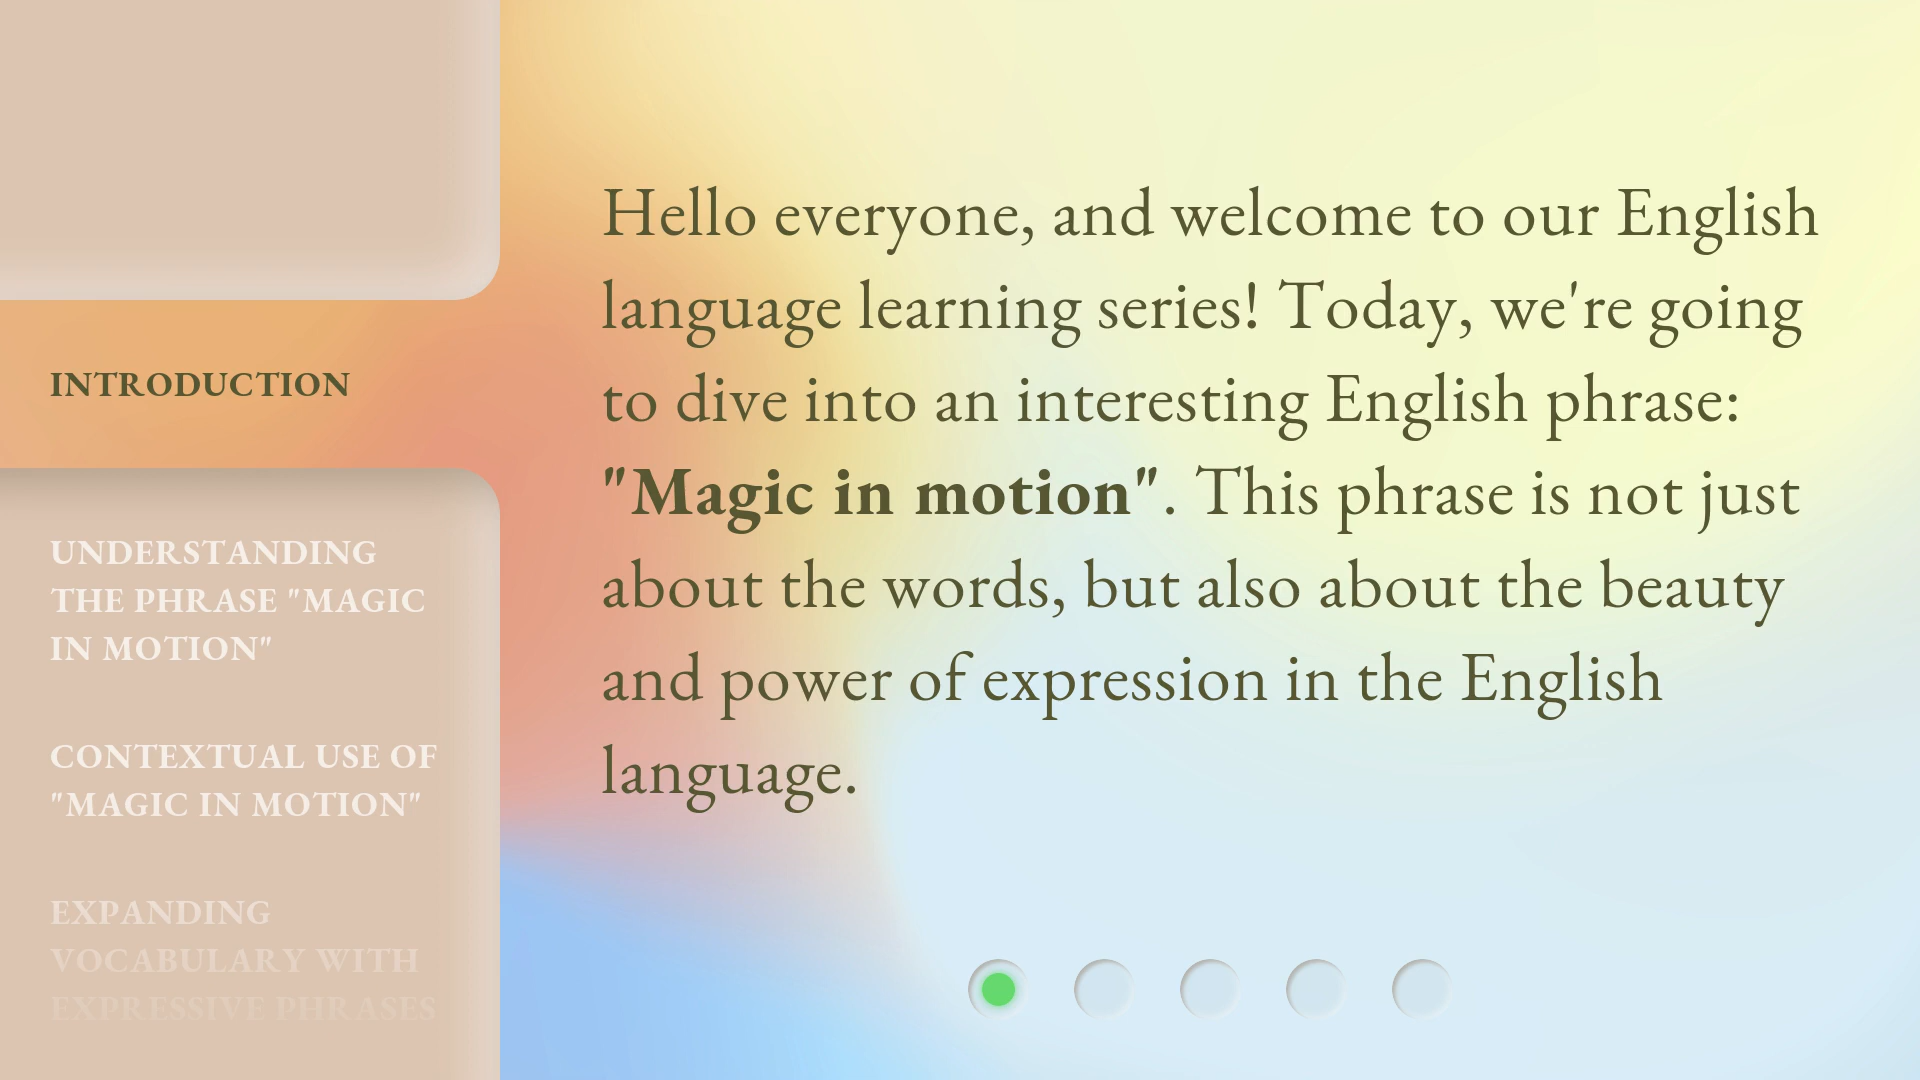 INTRODUCTION
UNDERSTANDING
THE PHRASE "MAGIC
IN MOTION"
CONTEXTUAL USE OF
"MAGIC IN MOTION"
EXPANDING
VOCABULARY WITH
EXPRESSIVE PHRASES
Hello everyone, and welcome to our English
language learning series! Today, we're going
to dive into an interesting English phrase:
"Magic in motion". This phrase is not just
about the words, but also about the beauty
and power of expression in the English
language.